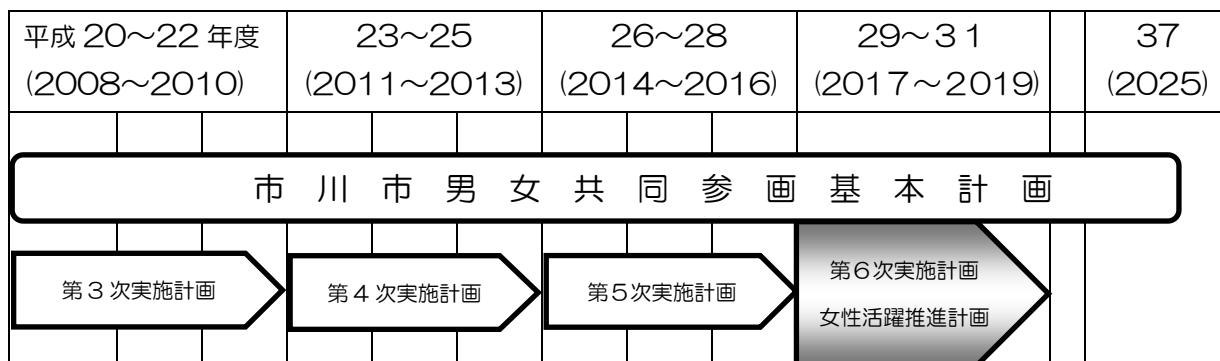 平成 20～22 年度
(2008～2010)
23～25
(2011～2013)
26～28
(2014～2016)
29～３１
(2017～2019)
37
(2025)
市川市男女共同参画基本計画
第３次実施計画
第４次実施計画
第５次実施計画
第６次実施計画
女性活躍推進計画